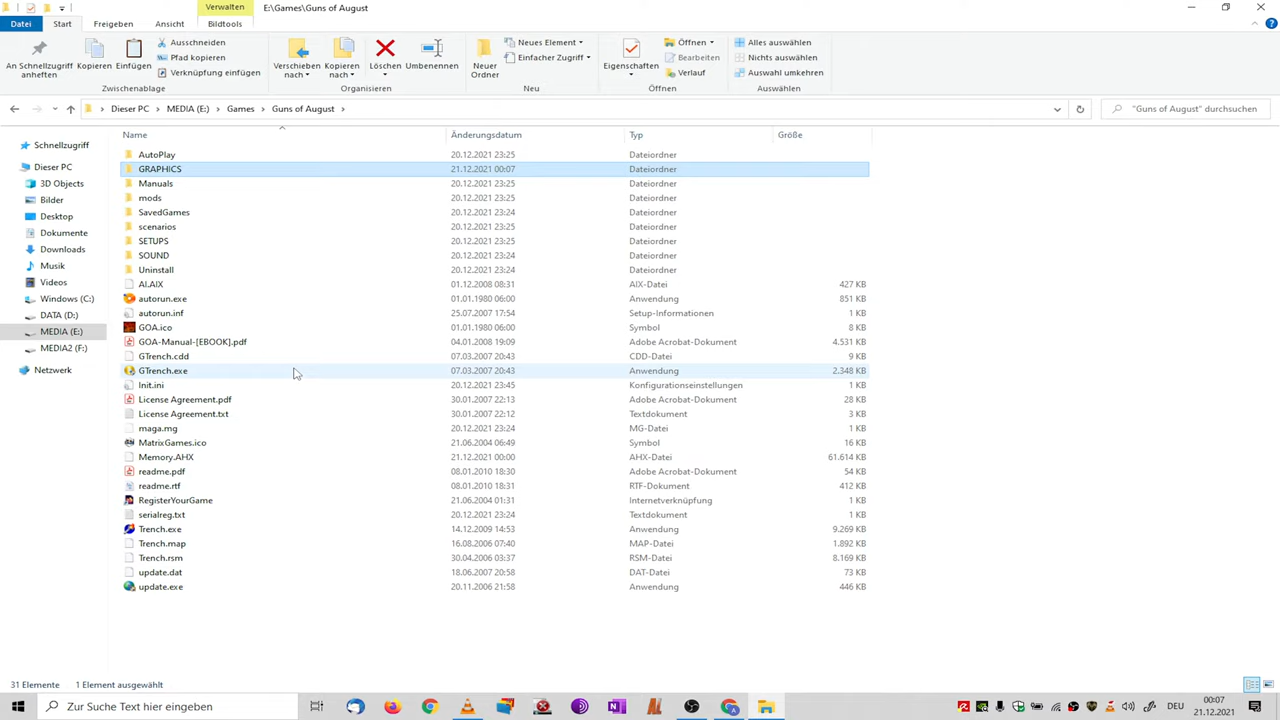 Verwalten
E:\Games\Guns of August
Datei Start Freigeben Ansicht Bildtools
An Schnellzugriff anheften
Kopieren
Einfügen
Ausschneiden
Pfad kopieren
Verknüpfung einfügen
Verschieben nach
Kopieren nach
Löschen
Umbenennen
Neuer Ordner
Neues Element
Einfacher Zugriff
Eigenschaften
Öffnen
Bearbeiten
Verlauf
Alles auswählen
Nichts auswählen
Auswahl umkehren
Zwischenablage Organisieren Neu Öffnen Auswählen
Dieser PC > MEDIA (E:) > Games > Guns of August >
"Guns of August" durchsuchen
Name Änderungsdatum Typ Größe
Schnellzugriff
Dieser PC
3D Objects
Bilder
Desktop
Dokumente
Downloads
Musik
Videos
Windows (C:)
DATA (D:)
MEDIA (E:)
MEDIA2 (F:)
Netzwerk
AutoPlay 20.12.2021 23:25 Dateiordner
GRAPHICS 21.12.2021 00:07 Dateiordner
Manuals 20.12.2021 23:25 Dateiordner
mods 20.12.2021 23:25 Dateiordner
SavedGames 20.12.2021 23:24 Dateiordner
scenarios 20.12.2021 23:25 Dateiordner
SETUPS 20.12.2021 23:25 Dateiordner
SOUND 20.12.2021 23:24 Dateiordner
Uninstall 20.12.2021 23:24 Dateiordner
AI.AIX 01.12.2008 08:31 AIX-Datei 427 KB
autorun.exe 01.01.1980 06:00 Anwendung 851 KB
autorun.inf 25.07.2007 17:54 Setup-Informationen 1 KB
GOA.ico 01.01.1980 06:00 Symbol 8 KB
GOA-Manual-[EBOOK].pdf 04.01.2008 19:09 Adobe Acrobat-Dokument 4.531 KB
GTrench.cdd 07.03.2007 20:43 CDD-Datei 9 KB
GTrench.exe 07.03.2007 20:43 Anwendung 2.348 KB
Init.ini 20.12.2021 23:45 Konfigurationseinstellungen 1 KB
License Agreement.pdf 30.01.2007 22:13 Adobe Acrobat-Dokument 28 KB
License Agreement.txt 30.01.2007 22:12 Textdokument 3 KB
maga.mg 20.12.2021 23:24 MG-Datei 1 KB
MatrixGames.ico 21.06.2004 06:49 Symbol 16 KB
Memory.AHX 21.12.2021 00:00 AHX-Datei 61.614 KB
readme.pdf 08.01.2010 18:30 Adobe Acrobat-Dokument 54 KB
readme.rtf 08.01.2010 18:31 RTF-Dokument 412 KB
RegisterYourGame 21.06.2004 01:31 Internetverknüpfung 1 KB
serialreg.txt 20.12.2021 23:24 Textdokument 1 KB
Trench.exe 14.12.2009 14:53 Anwendung 9.269 KB
Trench.map 16.08.2006 07:40 MAP-Datei 1.892 KB
Trench.rsm 30.04.2006 03:37 RSM-Datei 8.169 KB
update.dat 18.06.2007 20:58 DAT-Datei 73 KB
update.exe 20.11.2006 21:58 Anwendung 446 KB
31 Elemente 1 Element ausgewählt
Zur Suche Text hier eingeben
DEU
00:07
21.12.2021